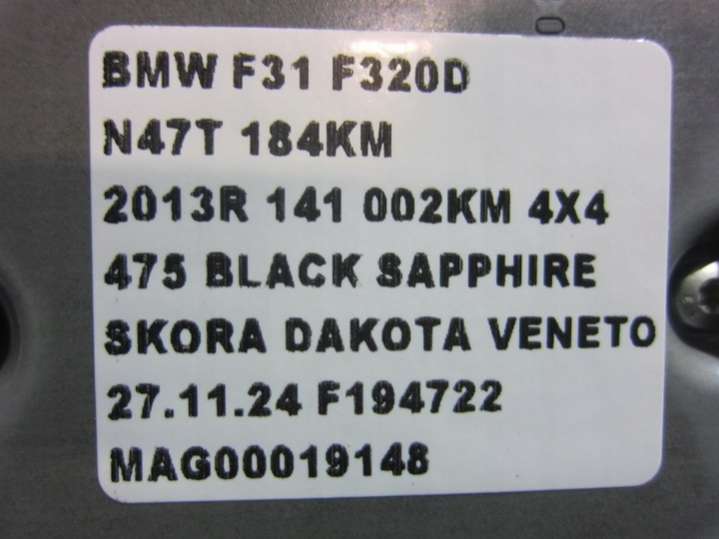 BMW F31 F320D
N47T 184KM
2013R 141 002KM 4X4
475 BLACK SAPPHIRE
SKORA DAKOTA VENETO
27.11.24 F194722
MAG00019148